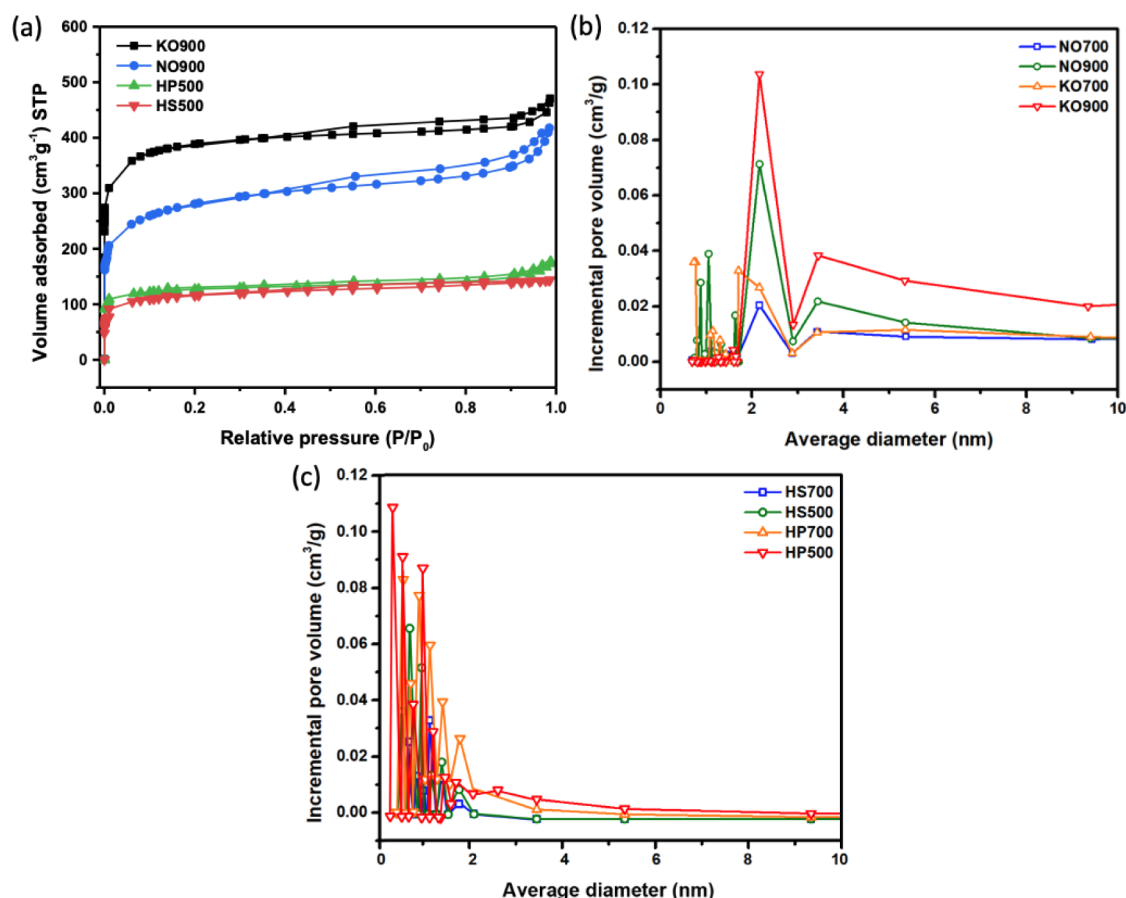 (a)
600
500
400
300
200
100
0
Volume adsorbed (cm³g⁻¹) STP
KO900
NO900
HP500
HS500
0.0
0.2
0.4
0.6
0.8
1.0
Relative pressure (P/P₀)
(b)
0.12
0.10
0.08
0.06
0.04
0.02
0.00
Incremental pore volume (cm³/g)
NO700
NO900
KO700
KO900
0
2
4
6
8
10
Average diameter (nm)
(c)
0.12
0.10
0.08
0.06
0.04
0.02
0.00
Incremental pore volume (cm³/g)
HS700
HS500
HP700
HP500
0
2
4
6
8
10
Average diameter (nm)